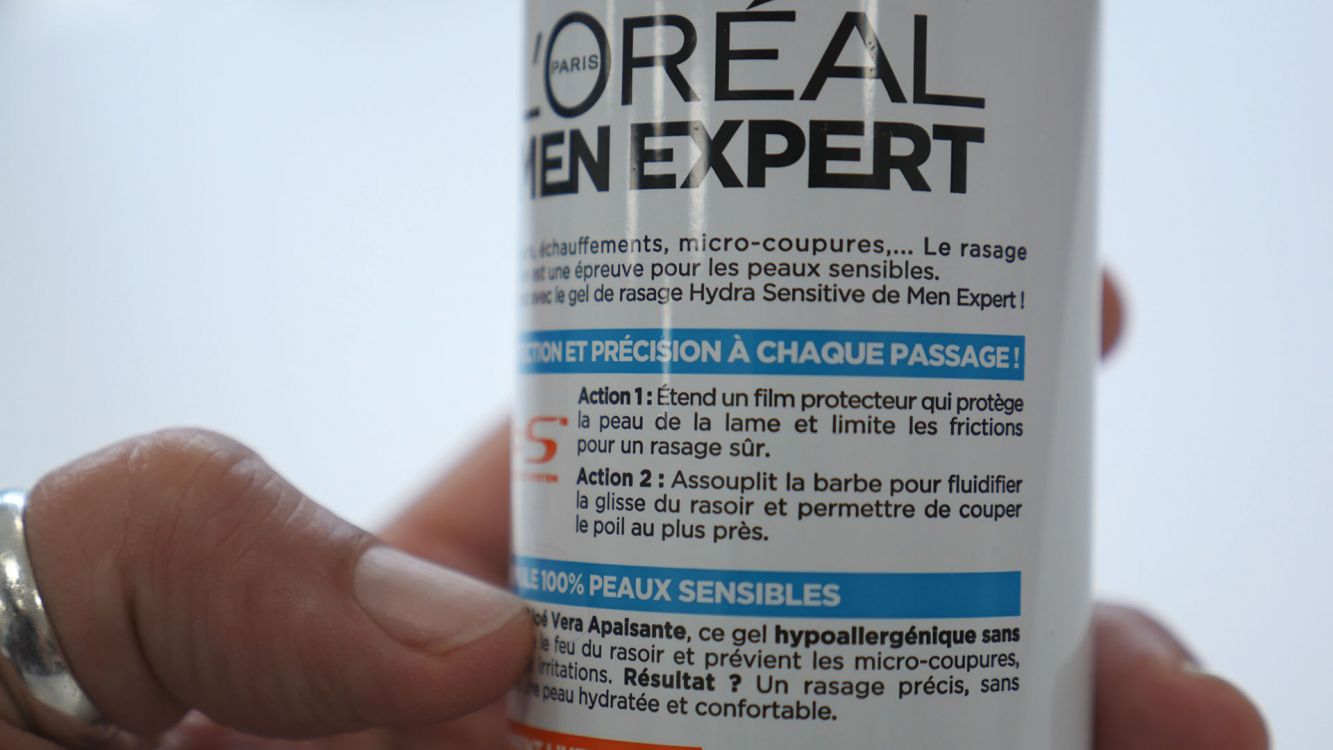 L'ORÉAL
PARIS
MEN EXPERT
échauffements, micro-coupures,... Le rasage
est une épreuve pour les peaux sensibles.
avec le gel de rasage Hydra Sensitive de Men Expert !
ET PRÉCISION À CHAQUE PASSAGE !
Action 1 : Étend un film protecteur qui protège
la peau de la lame et limite les frictions
pour un rasage sûr.
S
SYSTEM
Action 2 : Assouplit la barbe pour fluidifier
la glisse du rasoir et permettre de couper
le poil au plus près.
100% PEAUX SENSIBLES
Vera Apaisante, ce gel hypoallergénique sans
le feu du rasoir et prévient les micro-coupures,
irritations. Résultat ? Un rasage précis, sans
peau hydratée et confortable.